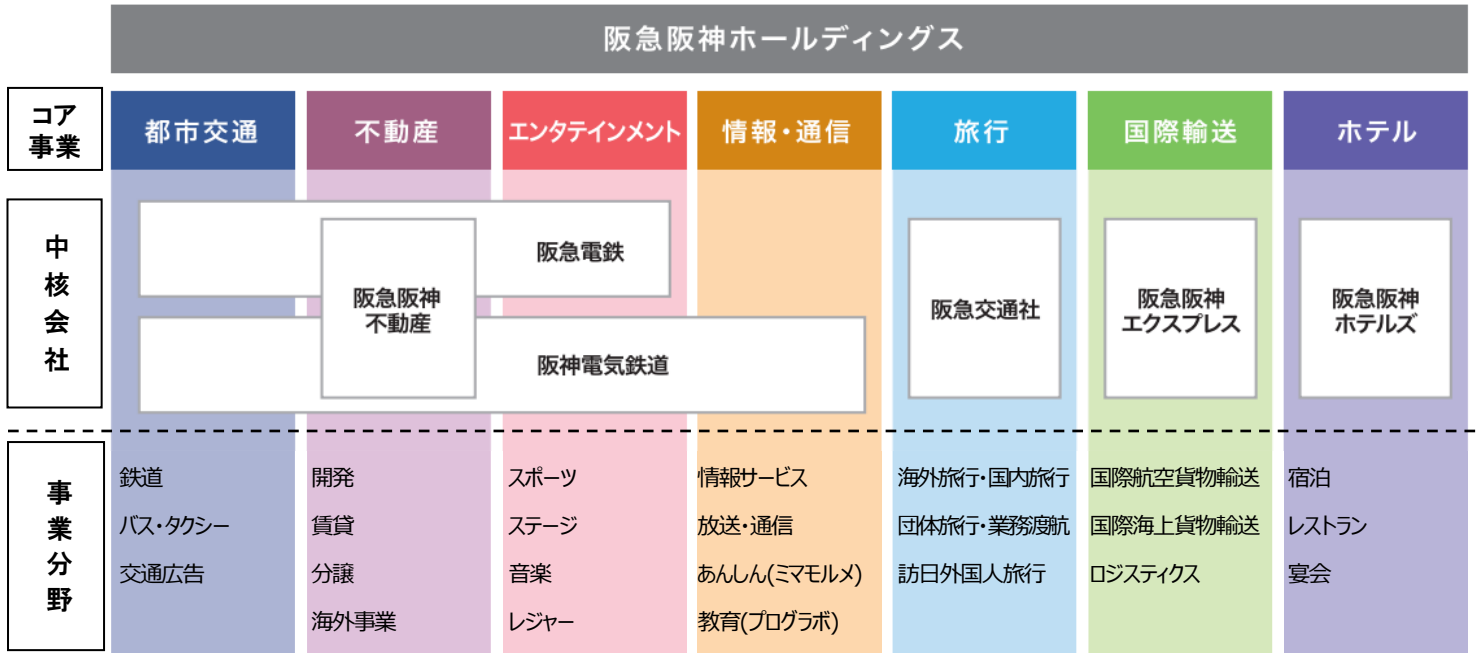 阪急阪神ホールディングス
コア
事業
都市交通
不動産
エンタテインメント
情報・通信
旅行
国際輸送
ホテル
中
核
会
社
阪急電鉄
阪急阪神
不動産
阪神電気鉄道
阪急交通社
阪急阪神
エクスプレス
阪急阪神
ホテルズ
事
業
分
野
鉄道
バス・タクシー
交通広告
開発
賃貸
分譲
海外事業
スポーツ
ステージ
音楽
レジャー
情報サービス
放送・通信
あんしん(ミマモルメ)
教育(プログラボ)
海外旅行・国内旅行
団体旅行・業務渡航
訪日外国人旅行
国際航空貨物輸送
国際海上貨物輸送
ロジスティクス
宿泊
レストラン
宴会